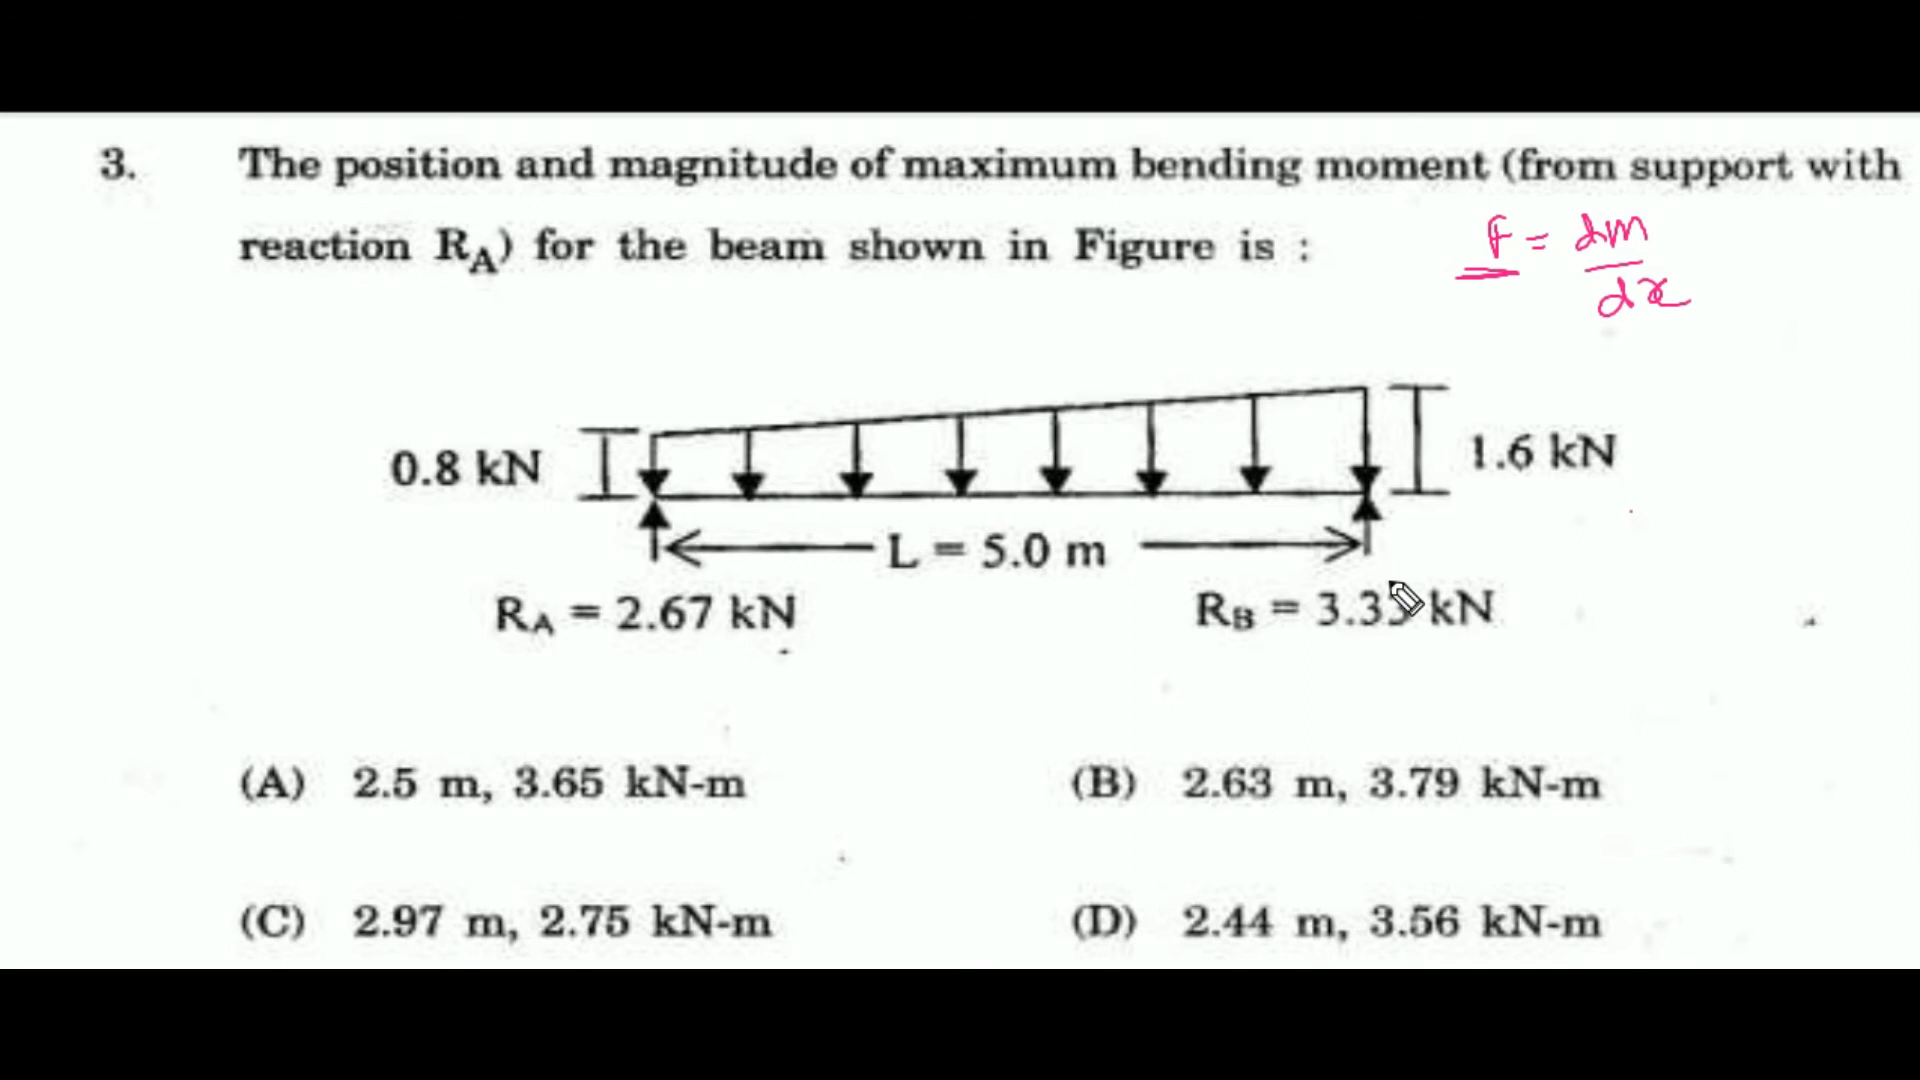 3. The position and magnitude of maximum bending moment (from support with
reaction R_A) for the beam shown in Figure is :
F = dm
dx
0.8 kN
1.6 kN
L = 5.0 m
R_A = 2.67 kN
R_B = 3.33 kN
(A) 2.5 m, 3.65 kN-m
(B) 2.63 m, 3.79 kN-m
(C) 2.97 m, 2.75 kN-m
(D) 2.44 m, 3.56 kN-m